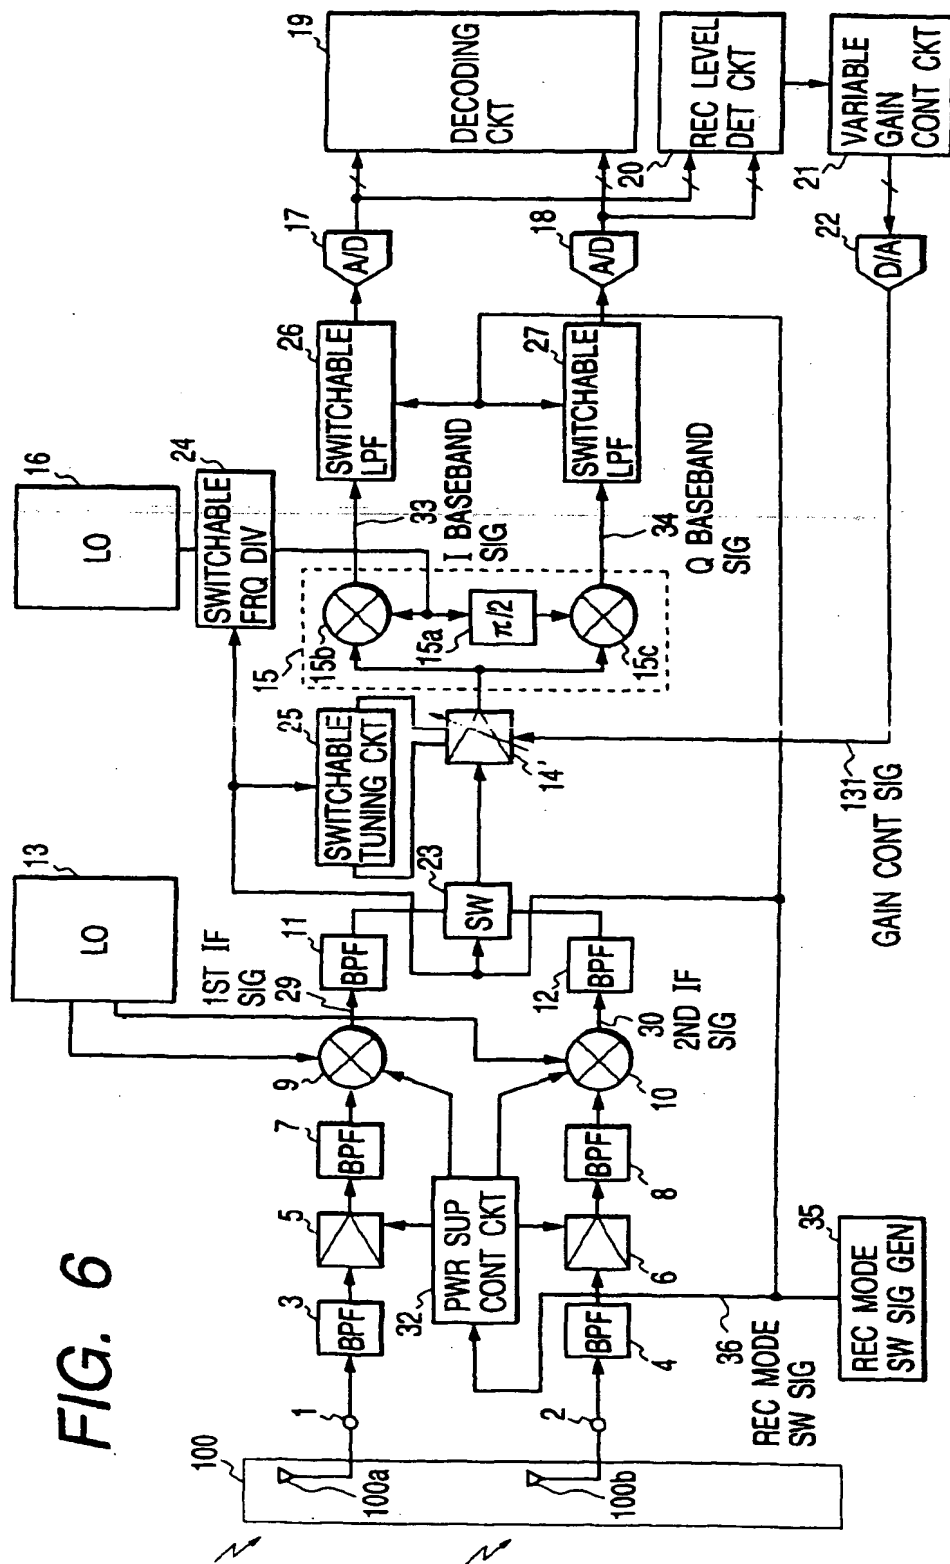 FIG. 6
100
100a
100b
1
2
3
BPF
4
BPF
5
6
PWR SUP
CONT CKT
32
7
BPF
8
BPF
9
10
13
LO
1ST IF
SIG
29
30
2ND IF
SIG
11
BPF
12
BPF
23
SW
25
SWITCHABLE
TUNING CKT
14'
15
15b
15a
π/2
15c
16
LO
24
SWITCHABLE
FRQ DIV
33
I BASEBAND
SIG
34
Q BASEBAND
SIG
26
SWITCHABLE
LPF
27
SWITCHABLE
LPF
17
A/D
18
A/D
19
DECODING
CKT
20
REC LEVEL
DET CKT
21
VARIABLE
GAIN
CONT CKT
22
D/A
131
GAIN CONT SIG
36
REC MODE
SW SIG
35
REC MODE
SW SIG GEN